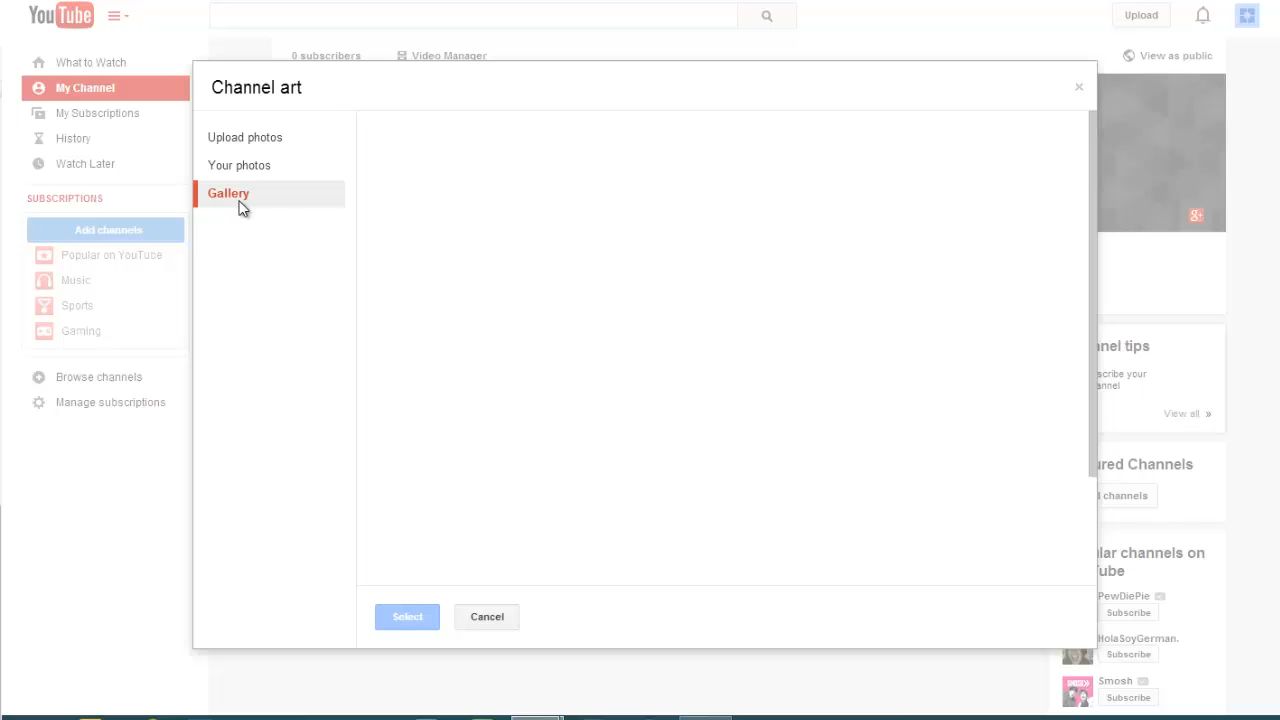 YouTube
Upload
0 subscribers
Video Manager
View as public
What to Watch
My Channel
My Subscriptions
History
Watch Later
SUBSCRIPTIONS
Add channels
Popular on YouTube
Music
Sports
Gaming
Browse channels
Manage subscriptions
Channel art
×
Upload photos
Your photos
Gallery
Select
Cancel
g+
nnel tips
scribe your
annel
View all »
ured Channels
channels
lar channels on
Tube
PewDiePie
Subscribe
HolaSoyGerman.
Subscribe
Smosh
Subscribe